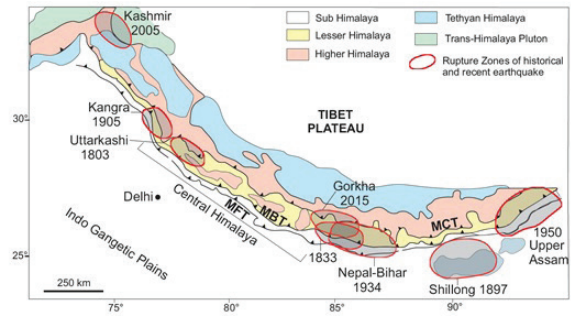 Sub Himalaya
Lesser Himalaya
Higher Himalaya
Tethyan Himalaya
Trans-Himalaya Pluton
Rupture Zones of historical
and recent earthquake
Kashmir
2005
30°
Kangra
1905
Uttarkashi
1803
TIBET
PLATEAU
Delhi
Central Himalaya
MFT
MBT
Gorkha
2015
MCT
Indo Gangetic Plains
25°
1833
Nepal-Bihar
1934
1950
Upper
Assam
Shillong 1897
250 km
75°
80°
85°
90°